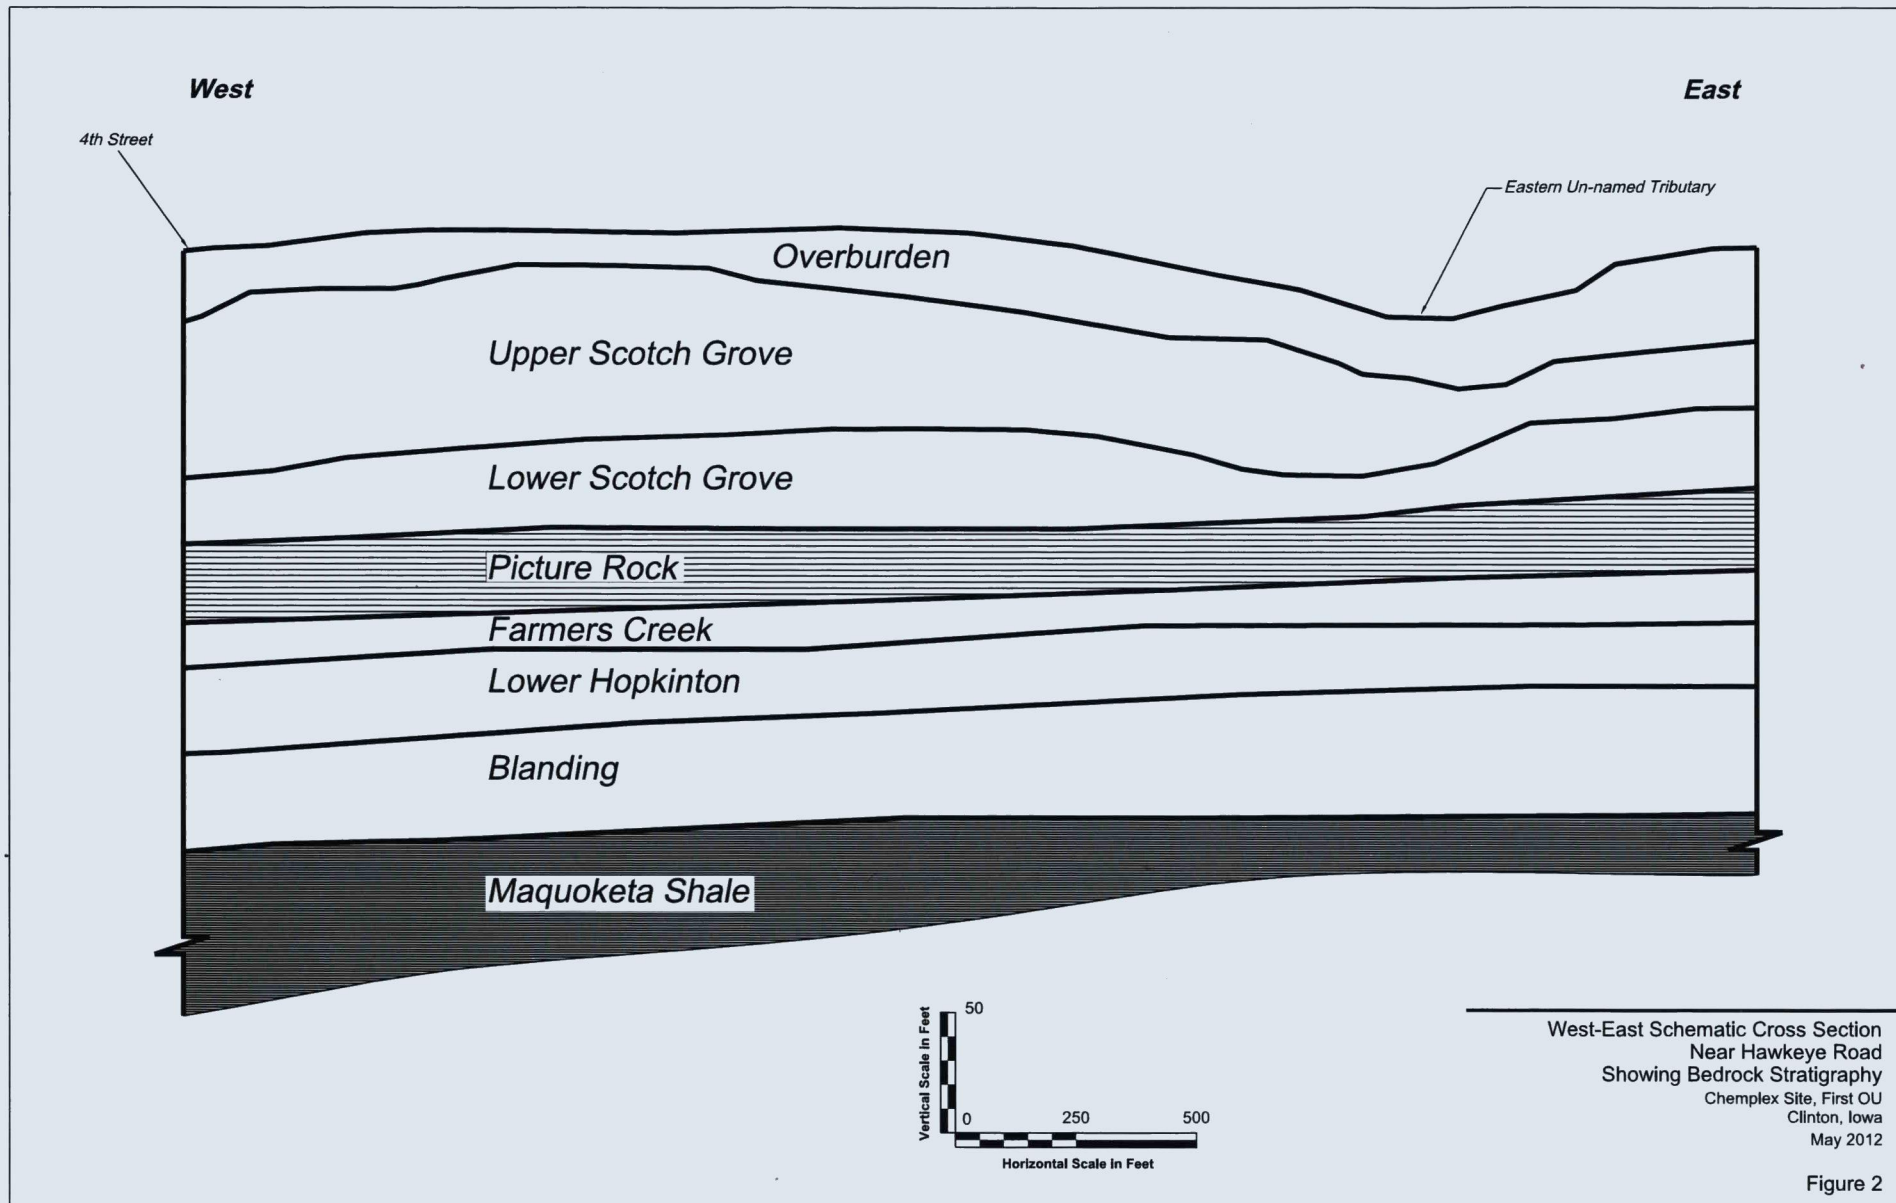 West
East
4th Street
Eastern Un-named Tributary
Overburden
Upper Scotch Grove
Lower Scotch Grove
Picture Rock
Farmers Creek
Lower Hopkinton
Blanding
Maquoketa Shale
50
Vertical Scale in Feet
0 250 500
Horizontal Scale in Feet
West-East Schematic Cross Section
Near Hawkeye Road
Showing Bedrock Stratigraphy
Chemplex Site, First OU
Clinton, Iowa
May 2012
Figure 2